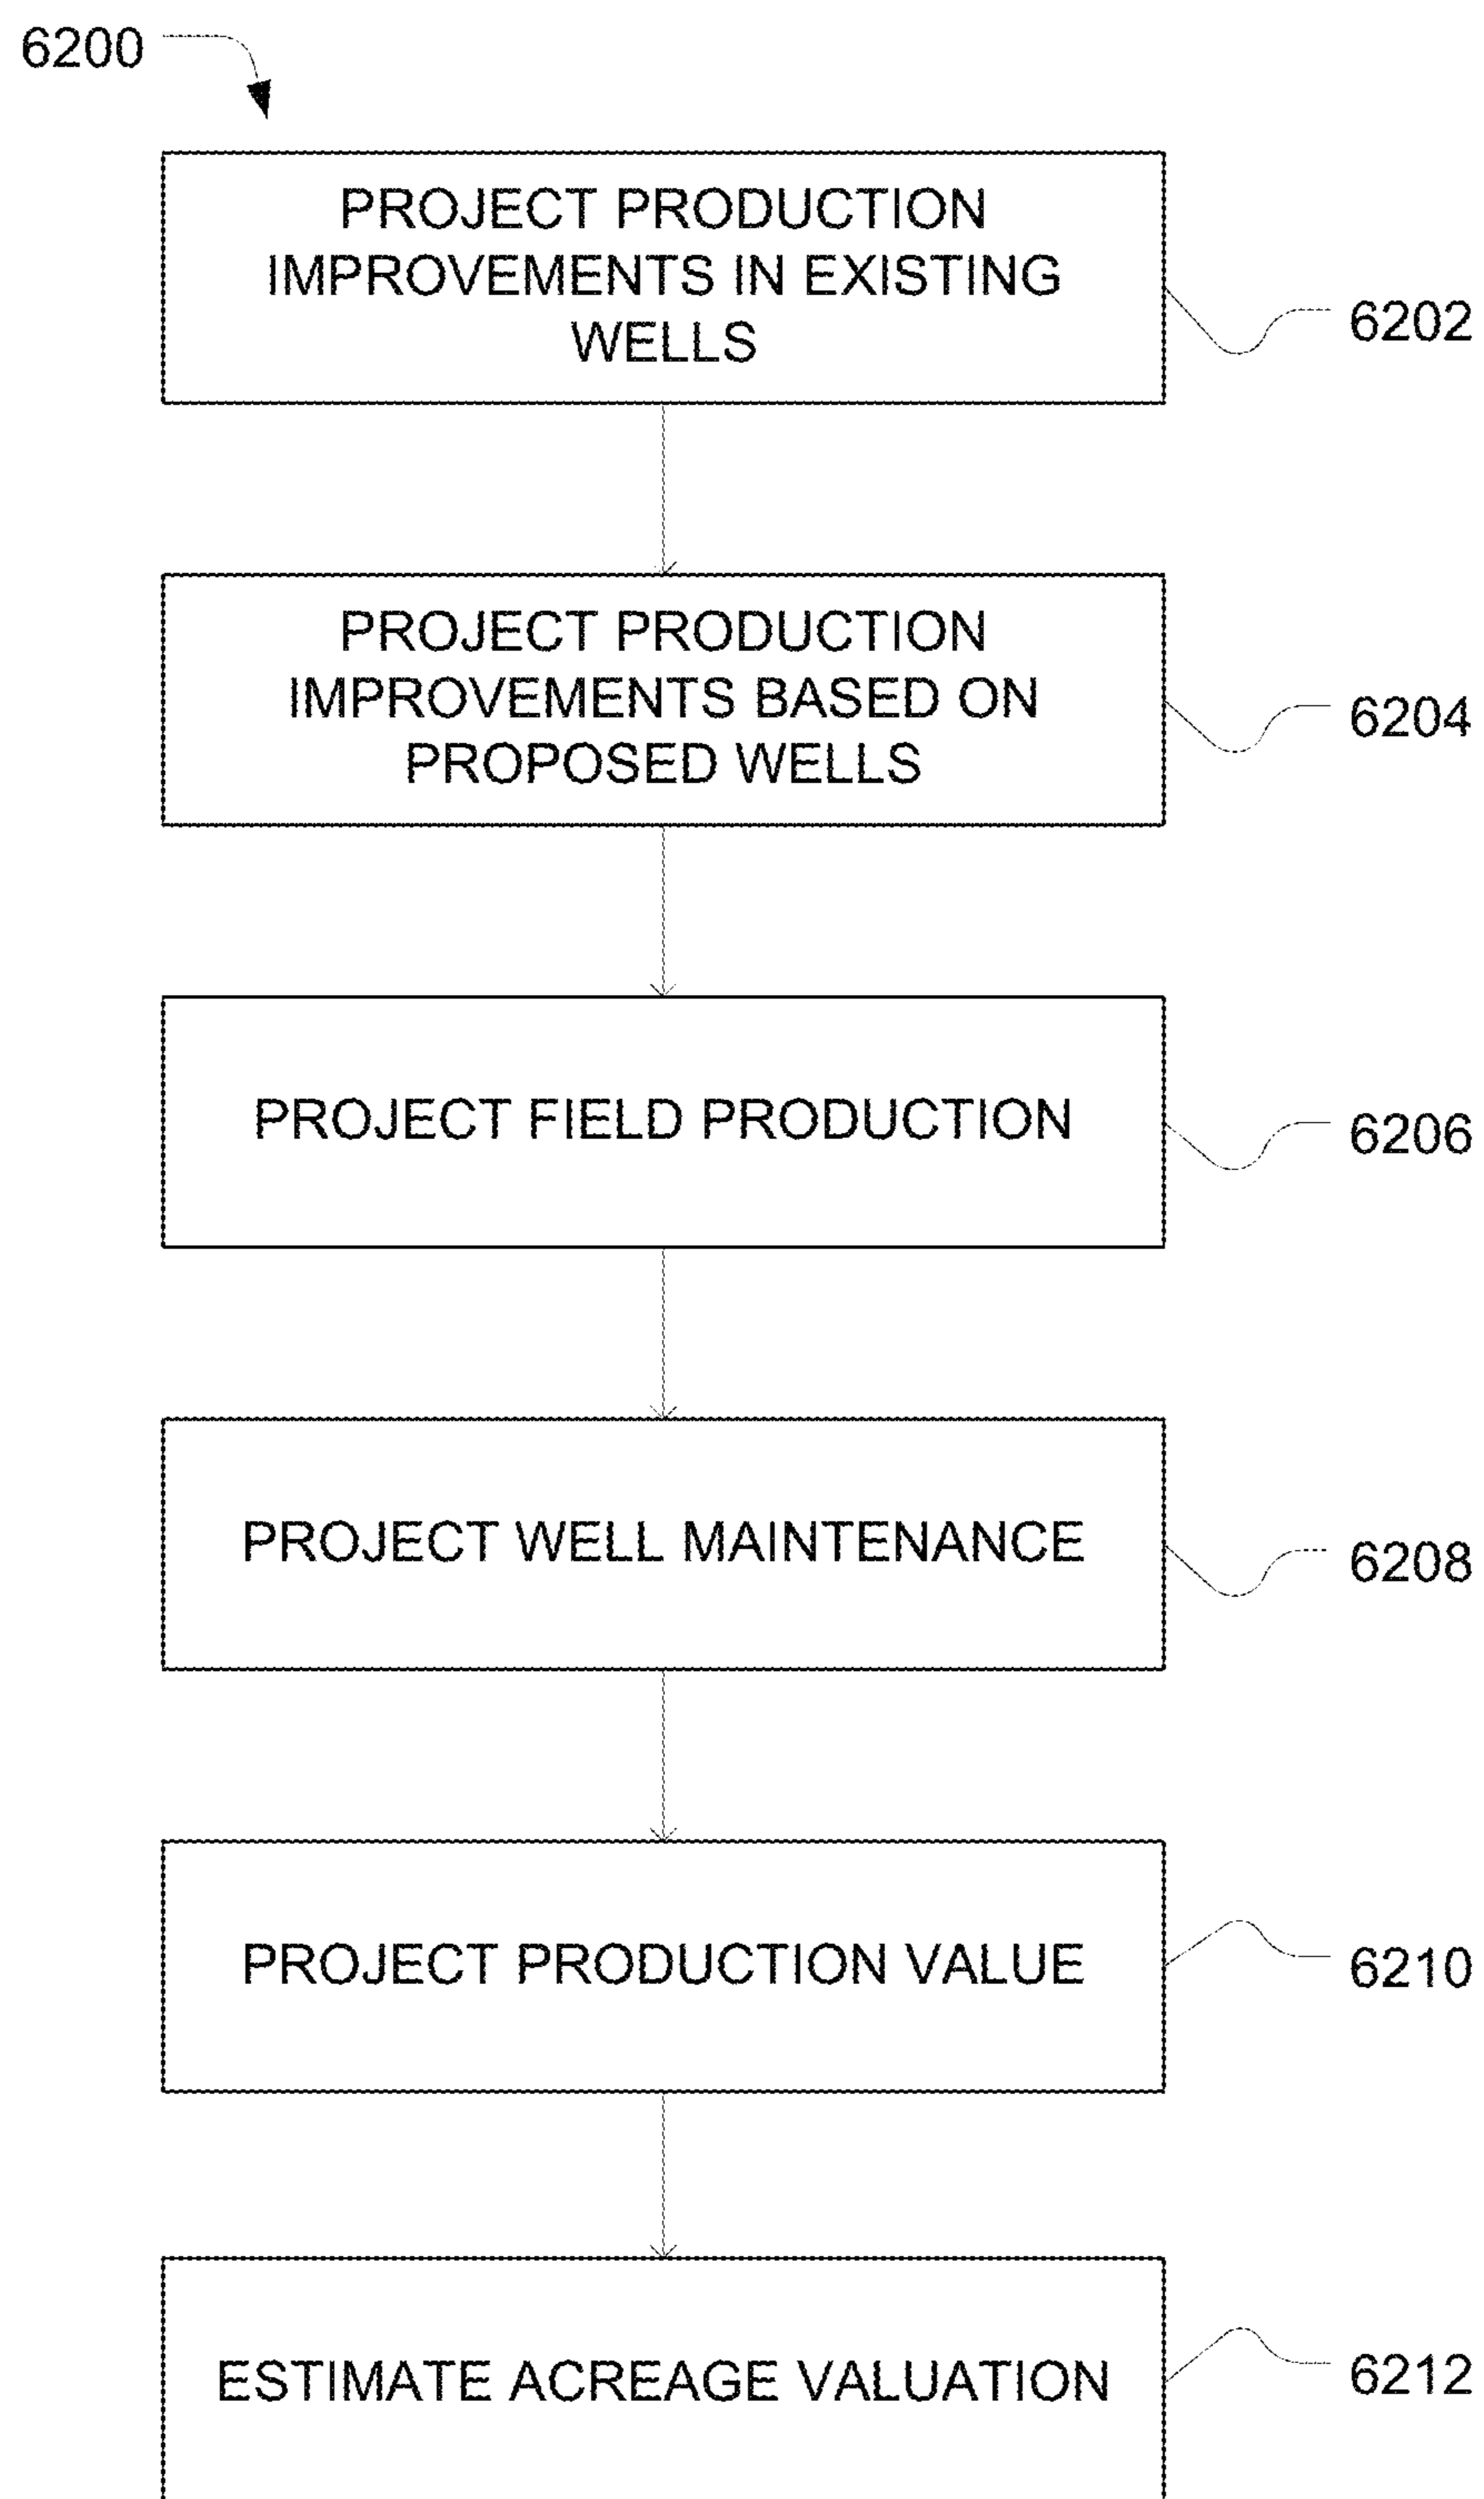 6200
PROJECT PRODUCTION
IMPROVEMENTS IN EXISTING
WELLS
6202
PROJECT PRODUCTION
IMPROVEMENTS BASED ON
PROPOSED WELLS
6204
PROJECT FIELD PRODUCTION
6206
PROJECT WELL MAINTENANCE
6208
PROJECT PRODUCTION VALUE
6210
ESTIMATE ACREAGE VALUATION
6212